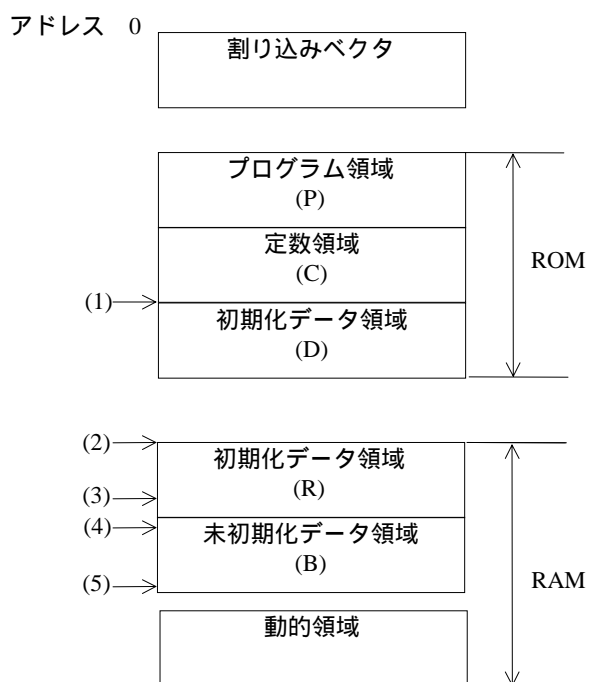 アドレス 0
割り込みベクタ
プログラム領域
(P)
定数領域
(C)
ROM
(1)
初期化データ領域
(D)
(2)
初期化データ領域
(R)
(3)
(4)
未初期化データ領域
(B)
(5)
RAM
動的領域